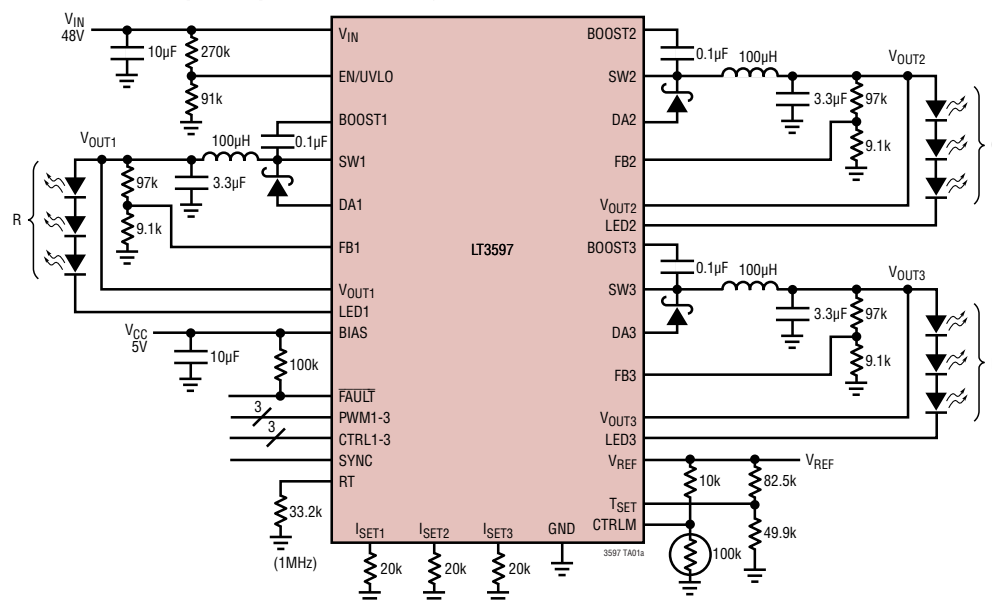 VIN
48V
10µF
270k
EN/UVLO
91k
VIN
BOOST2
0.1µF
100µH
VOUT2
SW2
3.3µF
97k
DA2
9.1k
FB2
VOUT2
LED2
BOOST1
VOUT1
100µH
0.1µF
SW1
97k
3.3µF
R
DA1
9.1k
FB1
LT3597
VOUT1
LED1
BOOST3
0.1µF
100µH
VOUT3
SW3
3.3µF
97k
DA3
9.1k
FB3
VOUT3
LED3
VCC
5V
BIAS
10µF
100k
FAULT
3
PWM1-3
3
CTRL1-3
SYNC
RT
33.2k
(1MHz)
VREF
VREF
10k
82.5k
TSET
CTRLM
49.9k
100k
ISET1
ISET2
ISET3
GND
3597 TA01a
20k
20k
20k